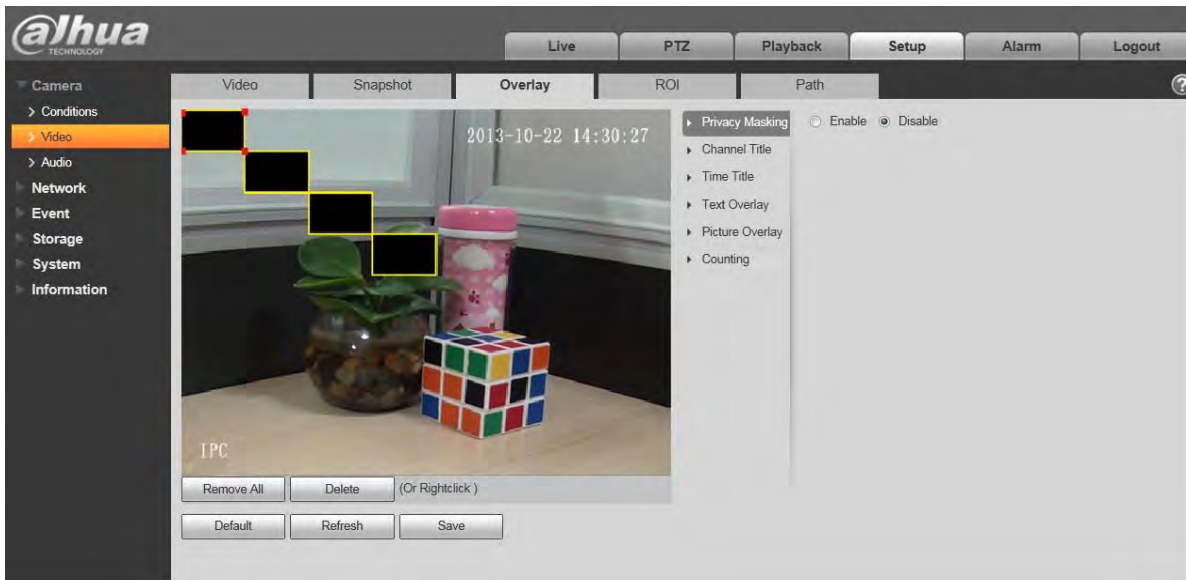 alhua
TECHNOLOGY
Live PTZ Playback Setup Alarm Logout
Camera
Conditions
Video
Audio
Network
Event
Storage
System
Information
Video Snapshot Overlay ROI Path
?
2013-10-22 14:30:27
IPC
Privacy Masking
Channel Title
Time Title
Text Overlay
Picture Overlay
Counting
Enable Disable
Remove All Delete (Or Rightclick )
Default Refresh Save